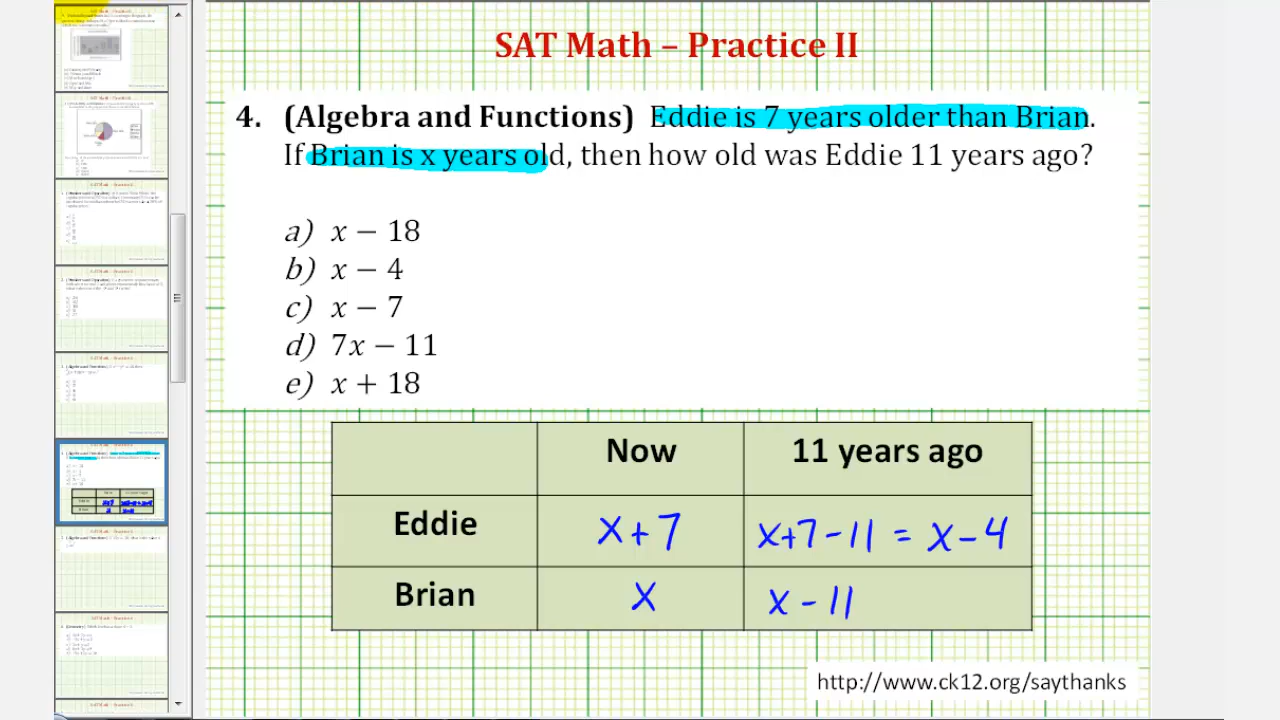 SAT Math – Practice II
4. (Algebra and Functions) Eddie is 7 years older than Brian.
If Brian is x years old, then how old was Eddie 11 years ago?
a) x − 18
b) x − 4
c) x − 7
d) 7x − 11
e) x + 18
Now 11 years ago
Eddie x+7 x+7-11 = x-4
Brian x x-11
http://www.ck12.org/saythanks